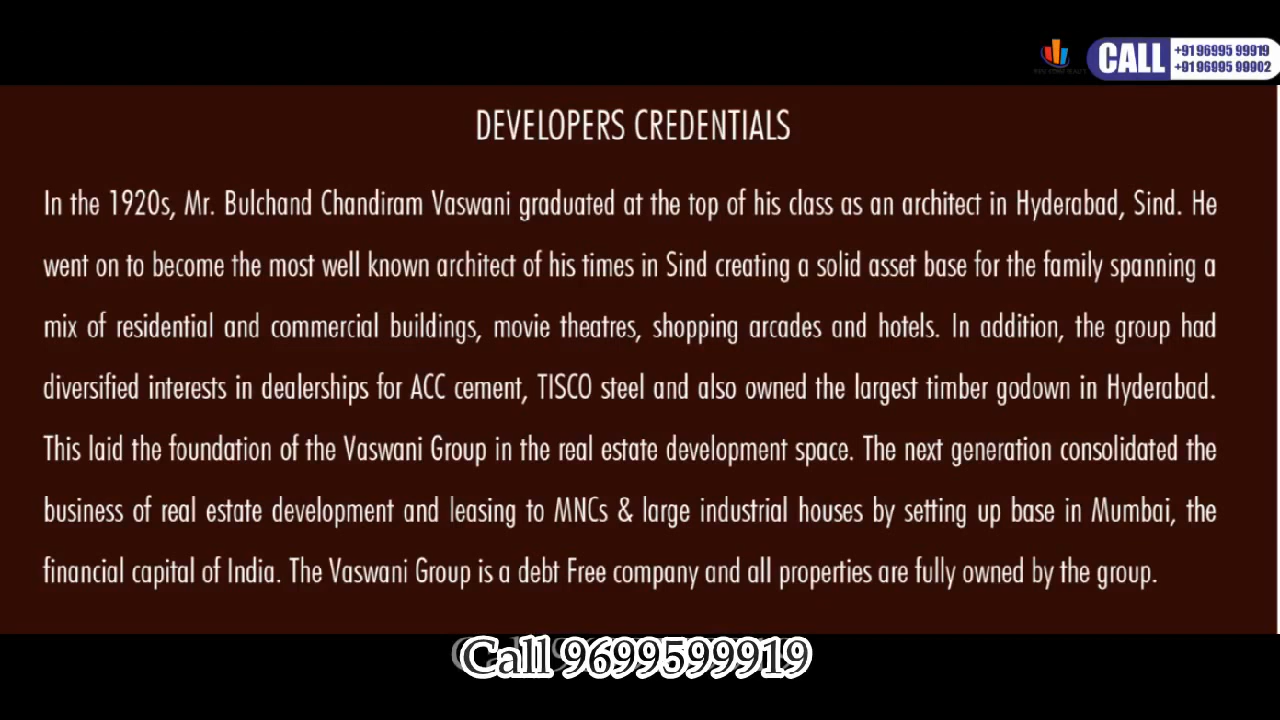 CALL
+91 96995 99919
+91 96995 99902
DEVELOPERS CREDENTIALS
In the 1920s, Mr. Bulchand Chandiram Vaswani graduated at the top of his class as an architect in Hyderabad, Sind. He
went on to become the most well known architect of his times in Sind creating a solid asset base for the family spanning a
mix of residential and commercial buildings, movie theatres, shopping arcades and hotels. In addition, the group had
diversified interests in dealerships for ACC cement, TISCO steel and also owned the largest timber godown in Hyderabad.
This laid the foundation of the Vaswani Group in the real estate development space. The next generation consolidated the
business of real estate development and leasing to MNCs & large industrial houses by setting up base in Mumbai, the
financial capital of India. The Vaswani Group is a debt Free company and all properties are fully owned by the group.
Call 9699599919